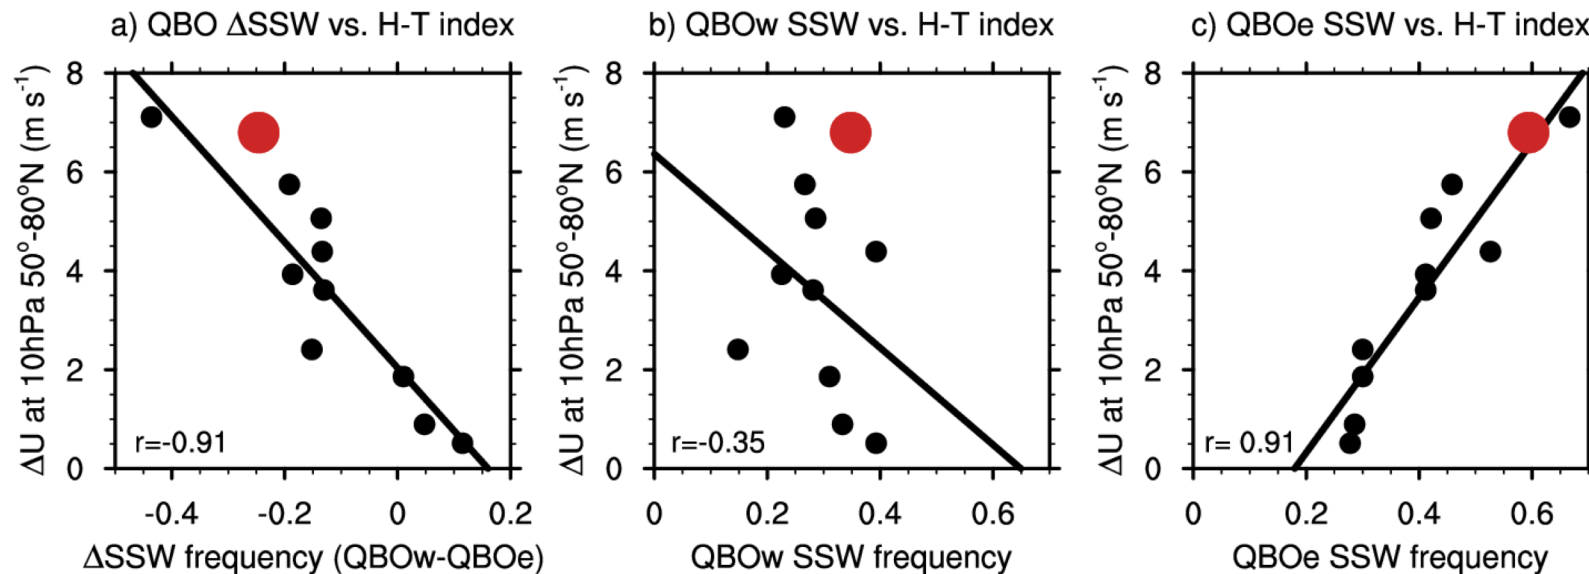 a) QBO ΔSSW vs. H-T index
b) QBOw SSW vs. H-T index
c) QBOe SSW vs. H-T index
ΔU at 10hPa 50°-80°N (m s⁻¹)
8
6
4
2
0
r=-0.91
-0.4 -0.2 0 0.2
ΔSSW frequency (QBOw-QBOe)
ΔU at 10hPa 50°-80°N (m s⁻¹)
8
6
4
2
0
r=-0.35
0 0.2 0.4 0.6
QBOw SSW frequency
ΔU at 10hPa 50°-80°N (m s⁻¹)
8
6
4
2
0
r= 0.91
0 0.2 0.4 0.6
QBOe SSW frequency